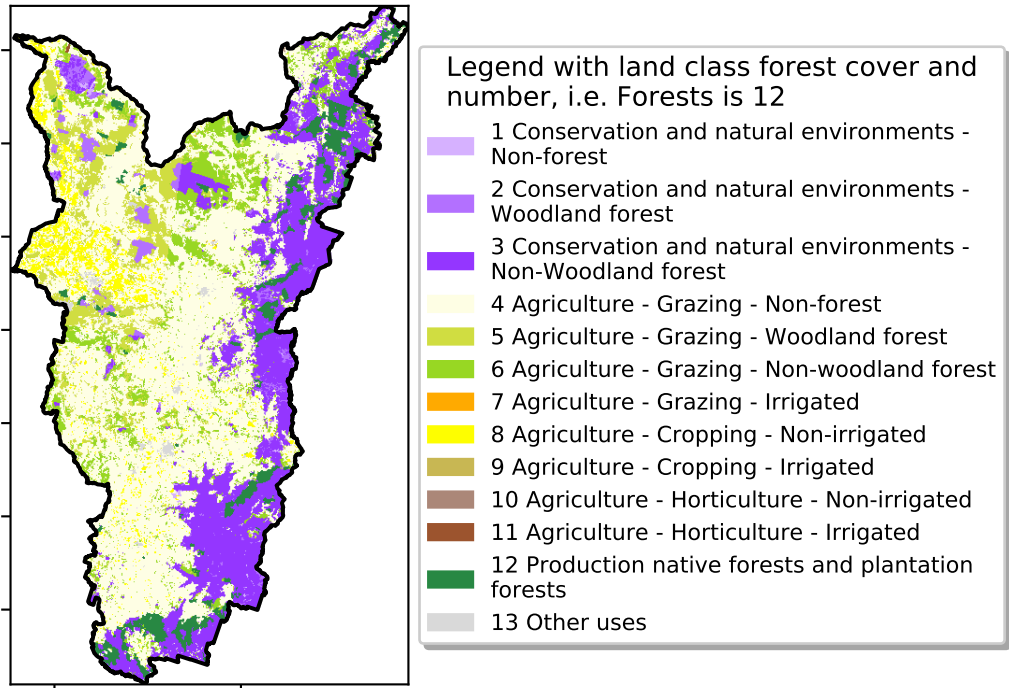 Legend with land class forest cover and
number, i.e. Forests is 12
1 Conservation and natural environments -
Non-forest
2 Conservation and natural environments -
Woodland forest
3 Conservation and natural environments -
Non-Woodland forest
4 Agriculture - Grazing - Non-forest
5 Agriculture - Grazing - Woodland forest
6 Agriculture - Grazing - Non-woodland forest
7 Agriculture - Grazing - Irrigated
8 Agriculture - Cropping - Non-irrigated
9 Agriculture - Cropping - Irrigated
10 Agriculture - Horticulture - Non-irrigated
11 Agriculture - Horticulture - Irrigated
12 Production native forests and plantation
forests
13 Other uses